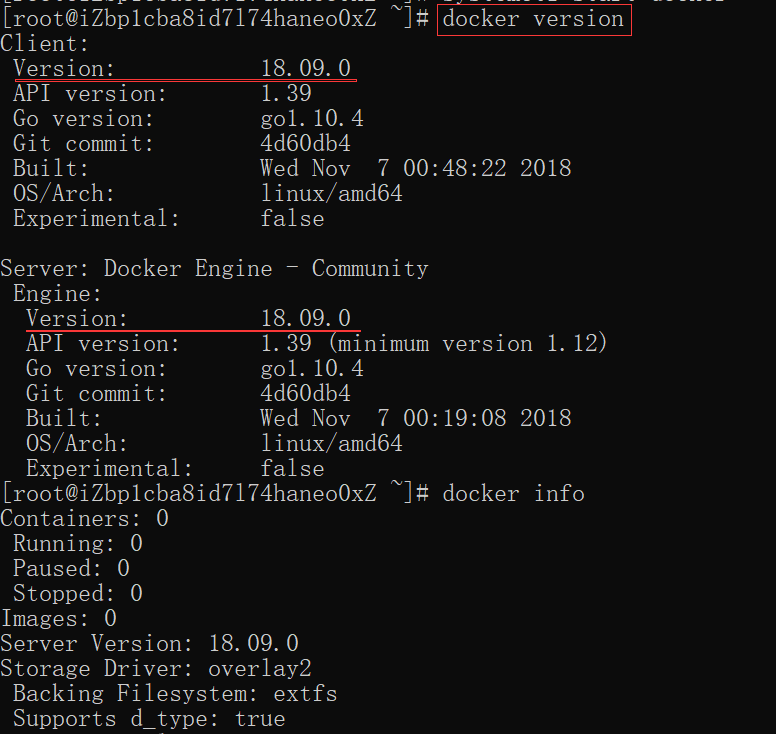 [root@iZbp1cba8id7l74haneo0xZ ~]# docker version
Client:
 Version:           18.09.0
 API version:       1.39
 Go version:        go1.10.4
 Git commit:        4d60db4
 Built:             Wed Nov  7 00:48:22 2018
 OS/Arch:           linux/amd64
 Experimental:      false

Server: Docker Engine - Community
 Engine:
  Version:          18.09.0
  API version:      1.39 (minimum version 1.12)
  Go version:       go1.10.4
  Git commit:       4d60db4
  Built:            Wed Nov  7 00:19:08 2018
  OS/Arch:          linux/amd64
  Experimental:     false
[root@iZbp1cba8id7l74haneo0xZ ~]# docker info
Containers: 0
 Running: 0
 Paused: 0
 Stopped: 0
Images: 0
Server Version: 18.09.0
Storage Driver: overlay2
 Backing Filesystem: extfs
 Supports d_type: true